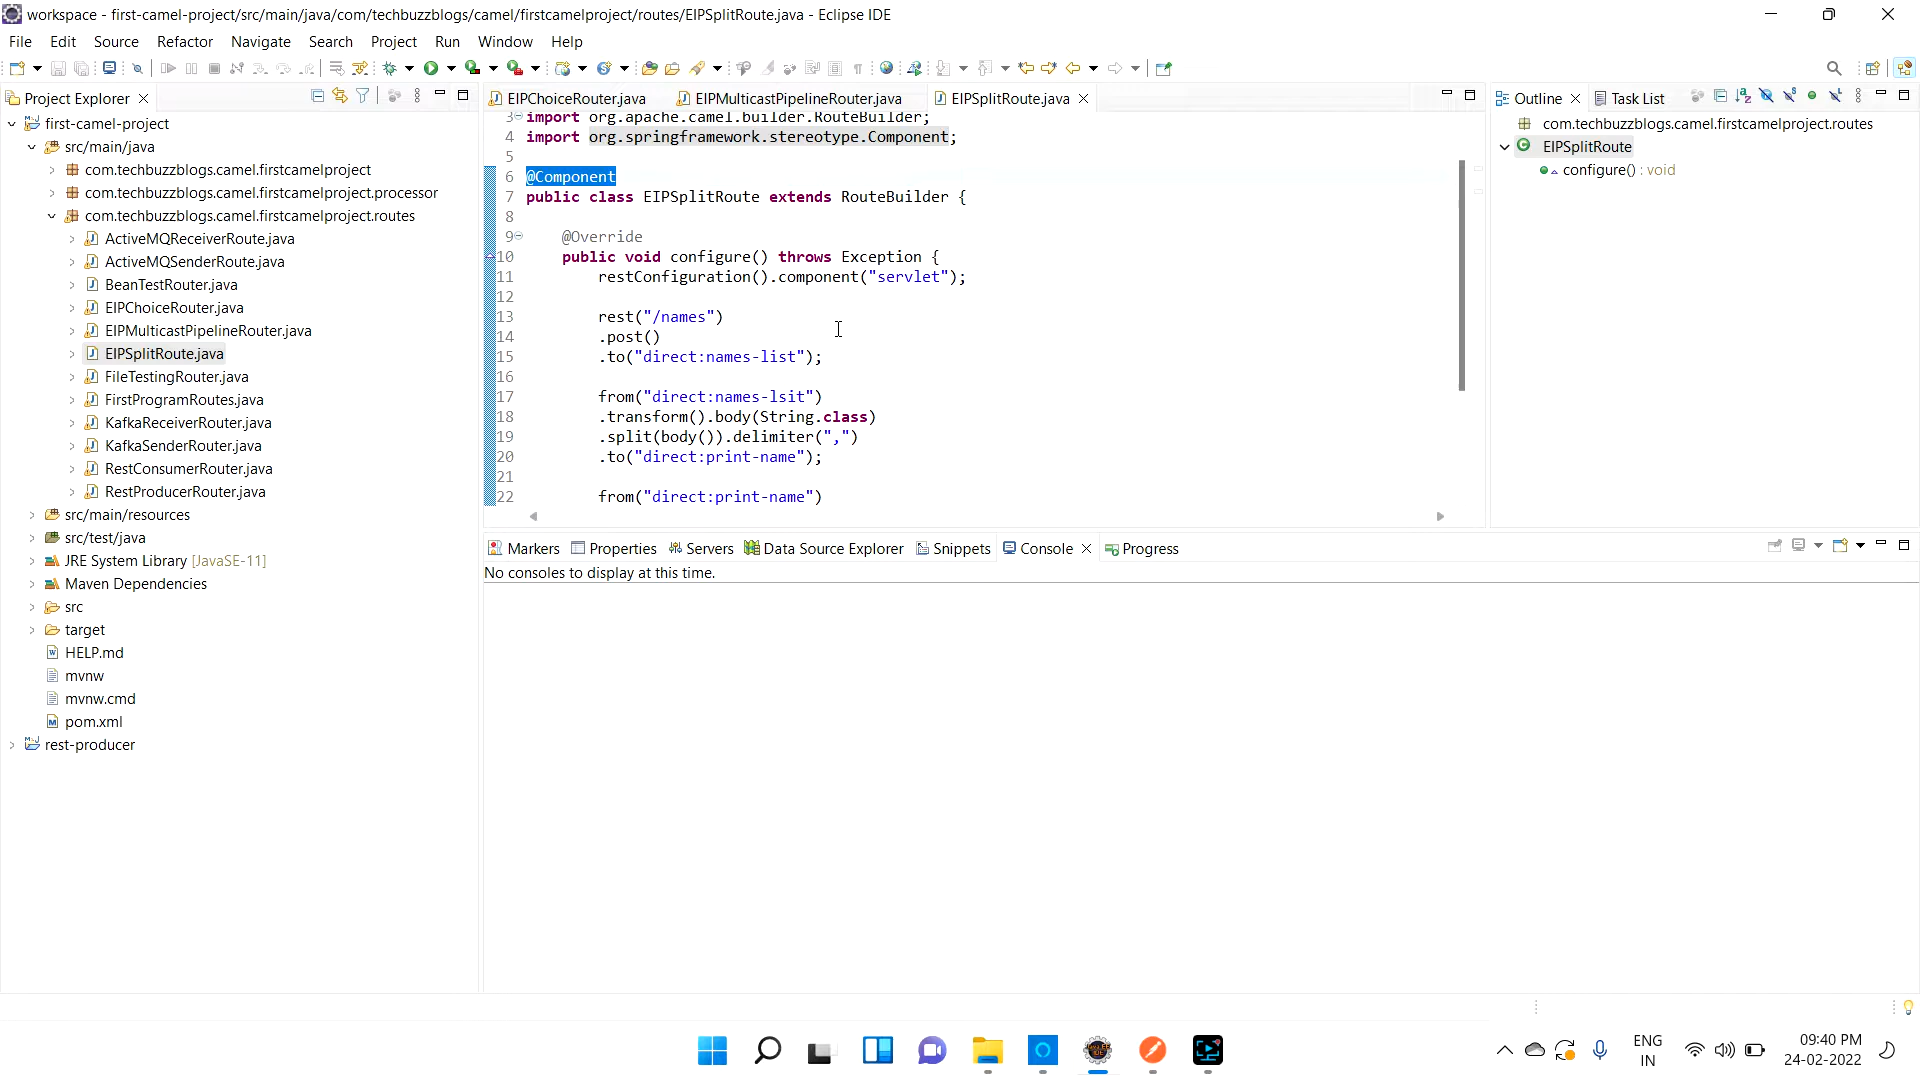 workspace - first-camel-project/src/main/java/com/techbuzzblogs/camel/firstcamelproject/routes/EIPSplitRoute.java - Eclipse IDE
File Edit Source Refactor Navigate Search Project Run Window Help
Project Explorer
first-camel-project
src/main/java
com.techbuzzblogs.camel.firstcamelproject
com.techbuzzblogs.camel.firstcamelproject.processor
com.techbuzzblogs.camel.firstcamelproject.routes
ActiveMQReceiverRoute.java
ActiveMQSenderRoute.java
BeanTestRouter.java
EIPChoiceRouter.java
EIPMulticastPipelineRouter.java
EIPSplitRoute.java
FileTestingRouter.java
FirstProgramRoutes.java
KafkaReceiverRouter.java
KafkaSenderRouter.java
RestConsumerRouter.java
RestProducerRouter.java
src/main/resources
src/test/java
JRE System Library [JavaSE-11]
Maven Dependencies
src
target
HELP.md
mvnw
mvnw.cmd
pom.xml
rest-producer
EIPChoiceRouter.java EIPMulticastPipelineRouter.java EIPSplitRoute.java
3 import org.apache.camel.builder.RouteBuilder;
4 import org.springframework.stereotype.Component;
5
6 @Component
7 public class EIPSplitRoute extends RouteBuilder {
8
9 @Override
10 public void configure() throws Exception {
11 restConfiguration().component("servlet");
12
13 rest("/names")
14 .post()
15 .to("direct:names-list");
16
17 from("direct:names-lsit")
18 .transform().body(String.class)
19 .split(body()).delimiter(",")
20 .to("direct:print-name");
21
22 from("direct:print-name")
Outline Task List
com.techbuzzblogs.camel.firstcamelproject.routes
EIPSplitRoute
configure() : void
Markers Properties Servers Data Source Explorer Snippets Console Progress
No consoles to display at this time.
ENG
IN
09:40 PM
24-02-2022